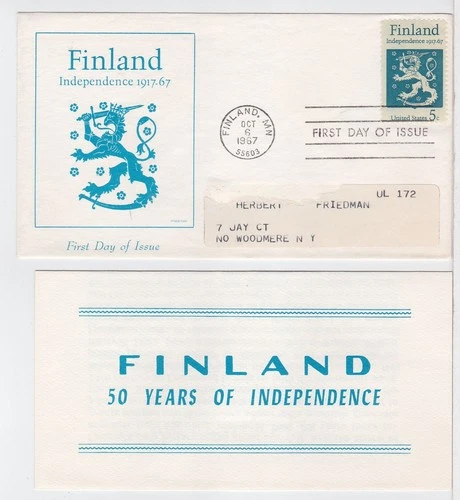 Finland
Independence 1917-67
First Day of Issue
FINLAND, MN
OCT
6
1967
55603
FIRST DAY OF ISSUE
Finland
Independence 1917-67
United States 5c
UL 172
HERBERT FRIEDMAN
7 JAY CT
NO WOODMERE N Y
FINLAND
50 YEARS OF INDEPENDENCE